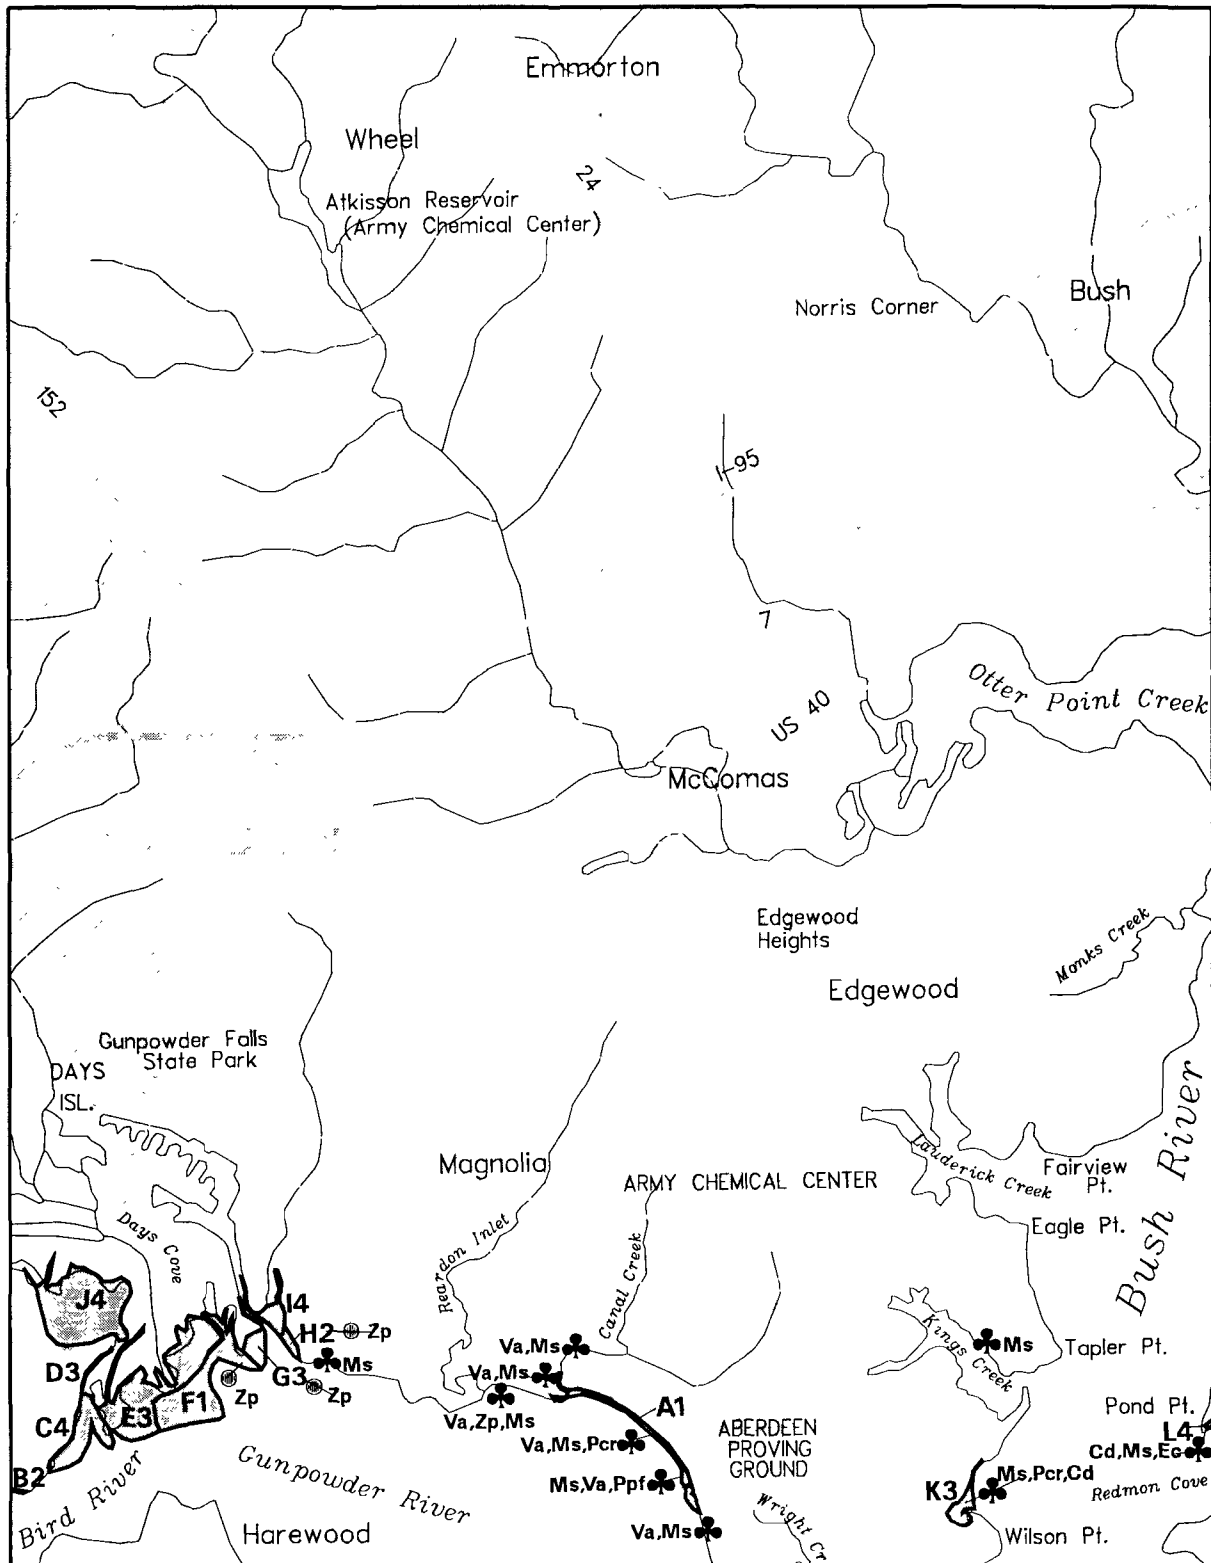 Emmorton
Wheel
24
Atkisson Reservoir
(Army Chemical Center)
Bush
Norris Corner
152
I-95
7
Otter Point Creek
US 40
McComas
Edgewood
Heights
Monks Creek
Edgewood
Gunpowder Falls
State Park
DAYS
ISL.
Bush River
Lauderick Creek
Fairview
Pt.
Magnolia
ARMY CHEMICAL CENTER
Days Cove
Reardon Inlet
Eagle Pt.
Canal Creek
J4
I4
H2
Zp
Kings Creek
Ms
Tapler Pt.
Va,Ms
D3
G3
Ms
Va,Ms
Zp
Zp
F1
E3
C4
Va,Zp,Ms
A1
Pond Pt.
L4
Va,Ms,Pcr
ABERDEEN
PROVING
GROUND
Cd,Ms,Eg
B2
Bird River
Gunpowder River
Ms,Va,Ppf
K3
Ms,Pcr,Cd
Redmon Cove
Wright Cr
Harewood
Va,Ms
Wilson Pt.